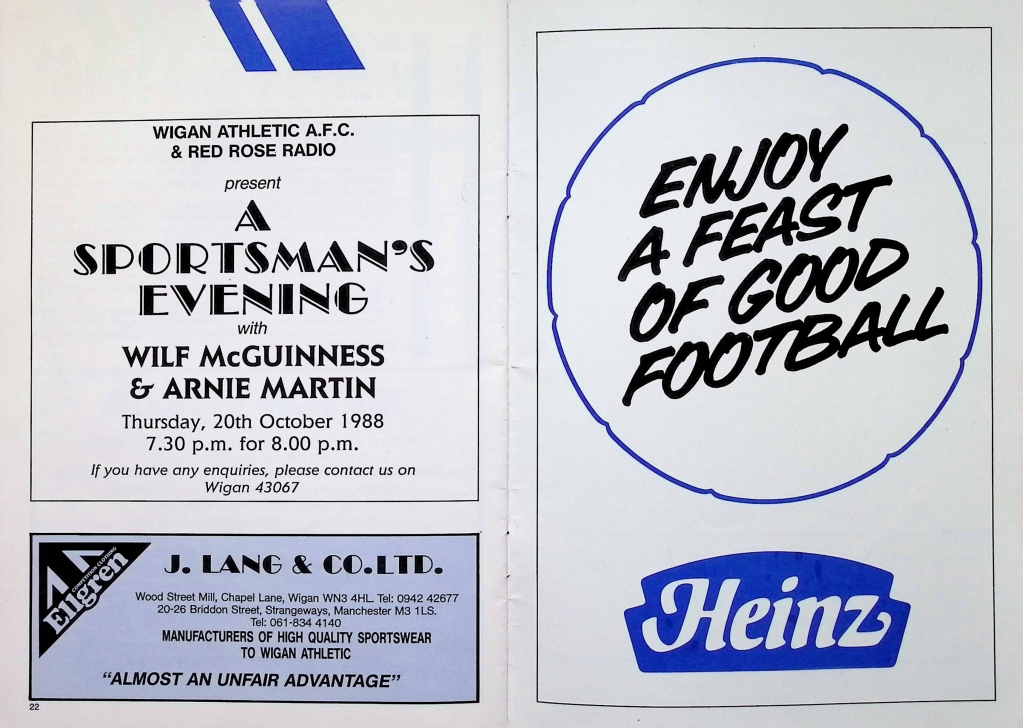 WIGAN ATHLETIC A.F.C.
& RED ROSE RADIO
present
A
SPORTSMAN'S
EVENING
with
WILF McGUINNESS
& ARNIE MARTIN
Thursday, 20th October 1988
7.30 p.m. for 8.00 p.m.
If you have any enquiries, please contact us on
Wigan 43067
COMPETITION CLOTHING
Ellgren
J. LANG & CO.LTD.
Wood Street Mill, Chapel Lane, Wigan WN3 4HL. Tel: 0942 42677
20-26 Briddon Street, Strangeways, Manchester M3 1LS.
Tel: 061-834 4140
MANUFACTURERS OF HIGH QUALITY SPORTSWEAR
TO WIGAN ATHLETIC
"ALMOST AN UNFAIR ADVANTAGE"
22
ENJOY
A FEAST
OF GOOD
FOOTBALL
Heinz